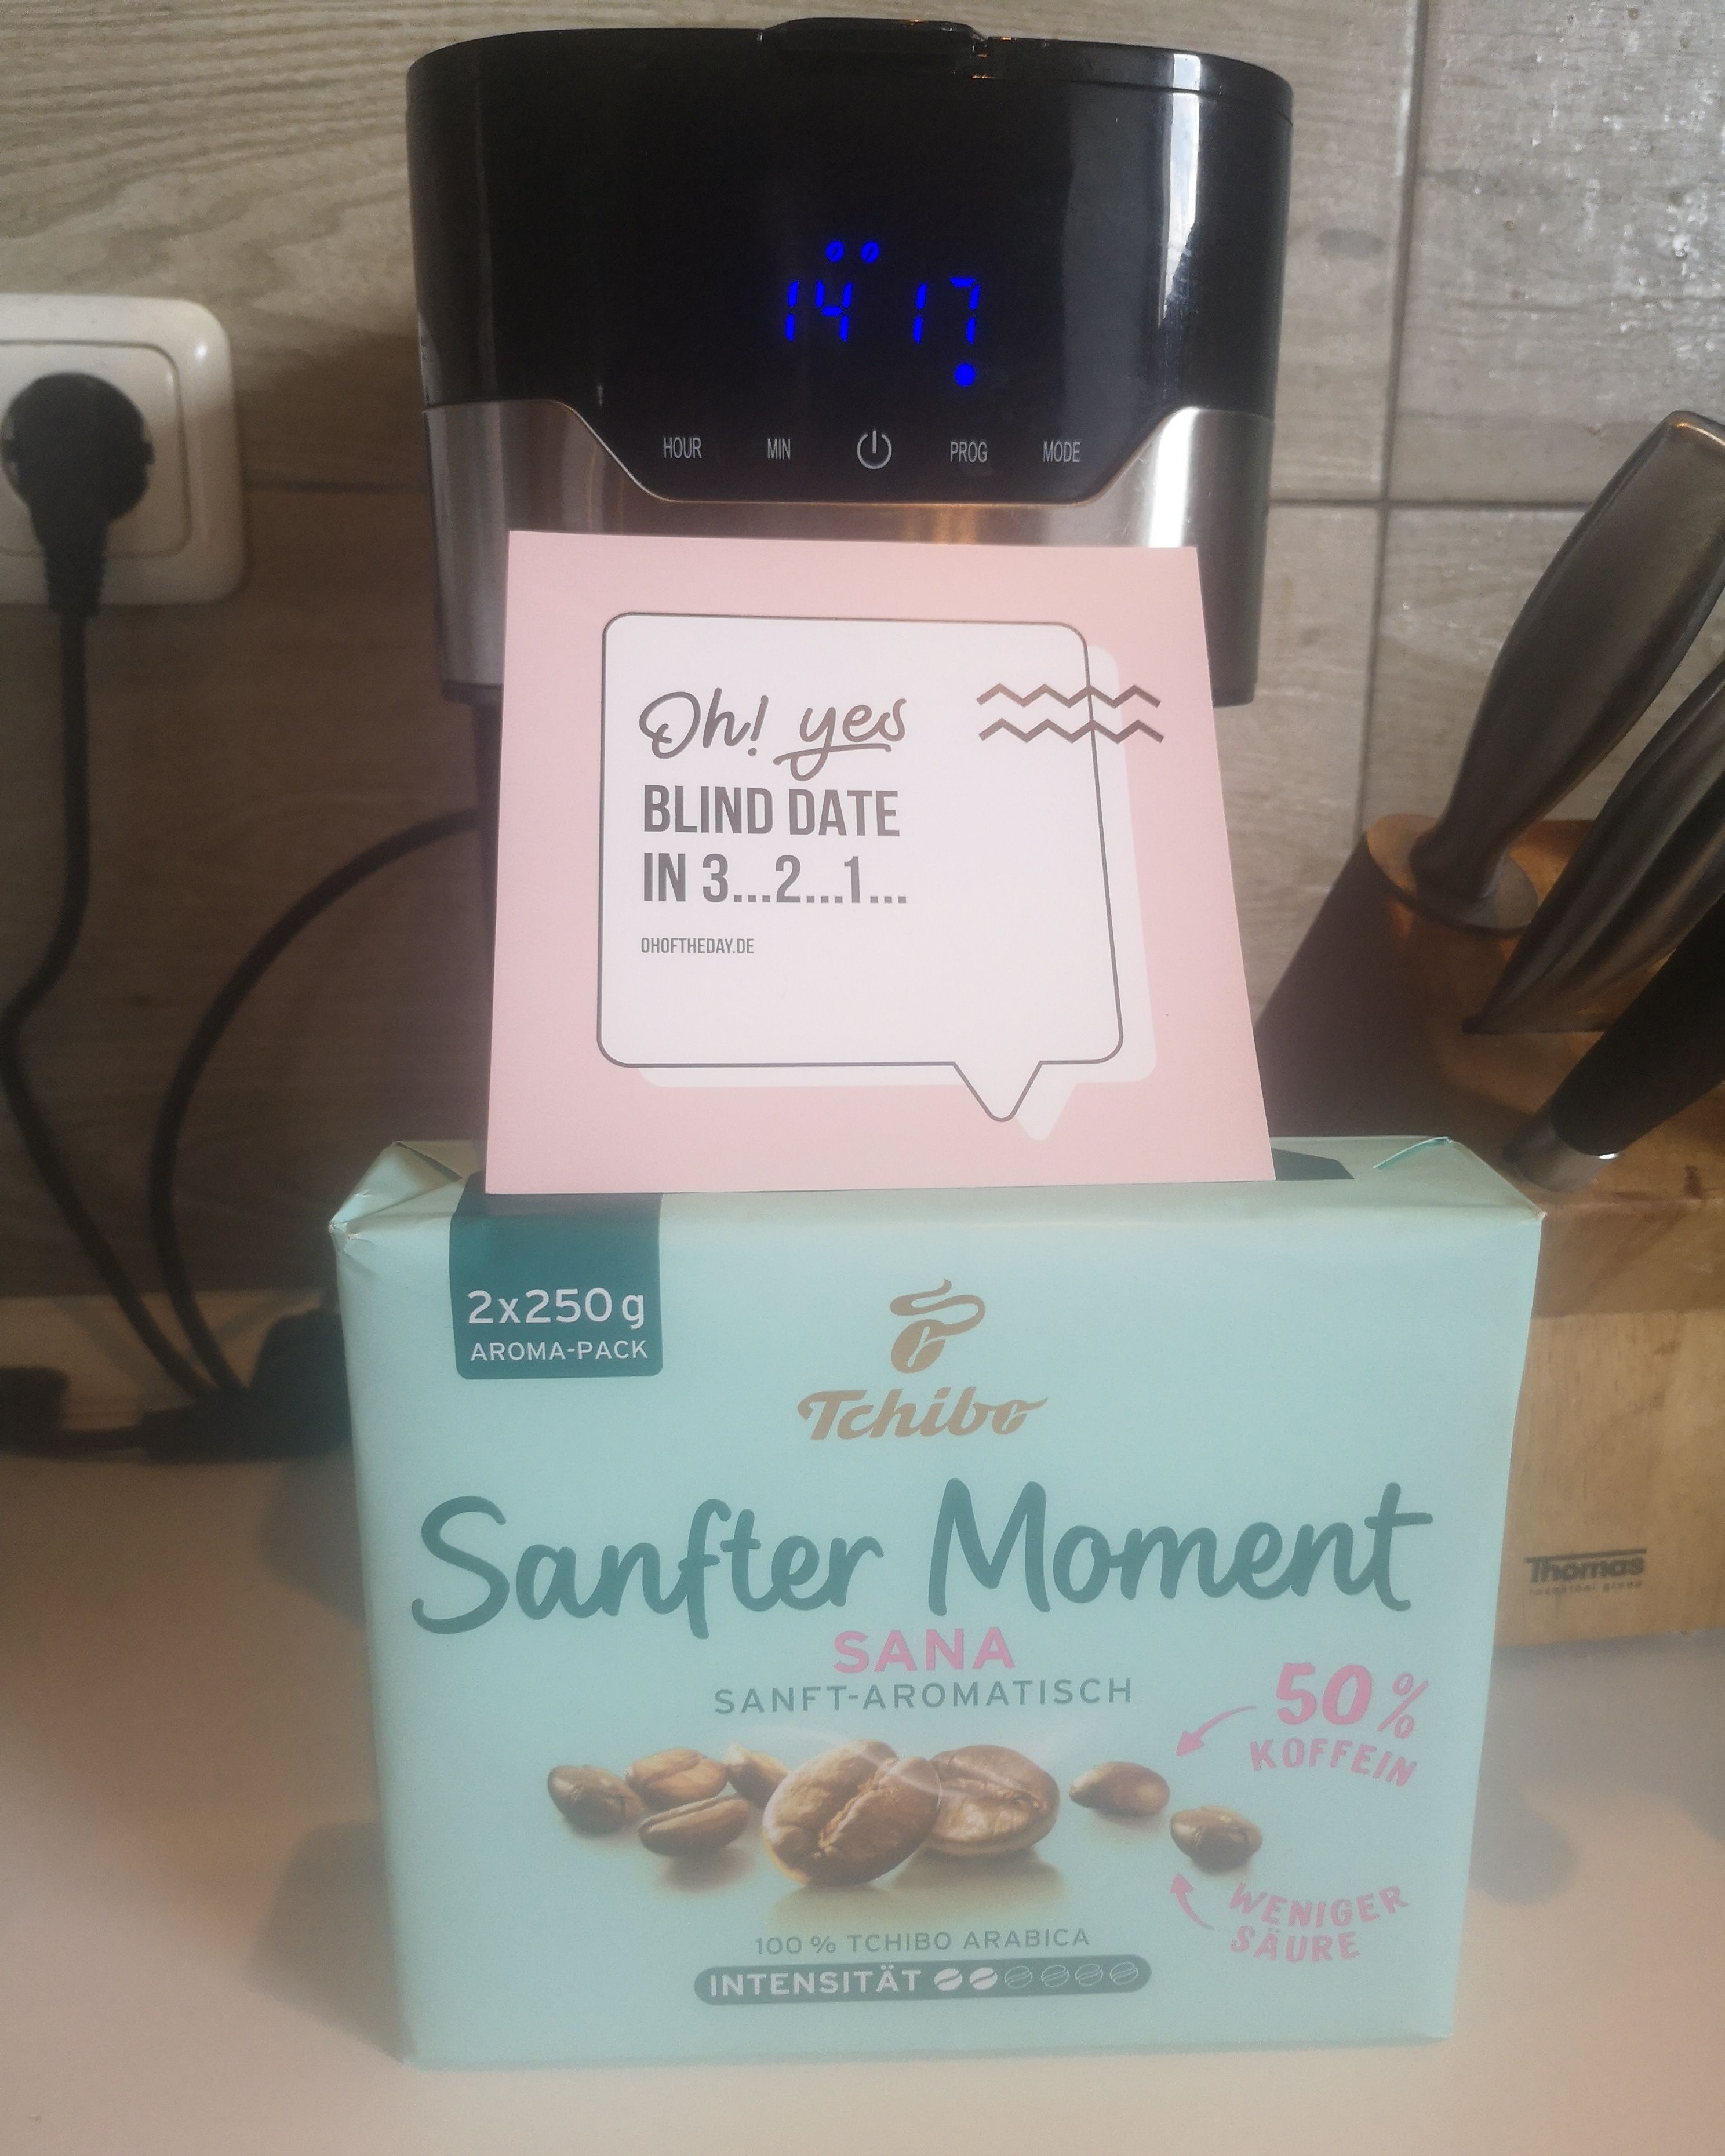 14 17
HOUR MIN PROG MODE
Oh! yes
BLIND DATE
IN 3...2...1...
OHOFTHEDAY.DE
2x250g
AROMA-PACK
Tchibo
Sanfter Moment
SANA
SANFT-AROMATISCH
50%
KOFFEIN
WENIGER
SÄURE
100% TCHIBO ARABICA
INTENSITÄT
Thomas